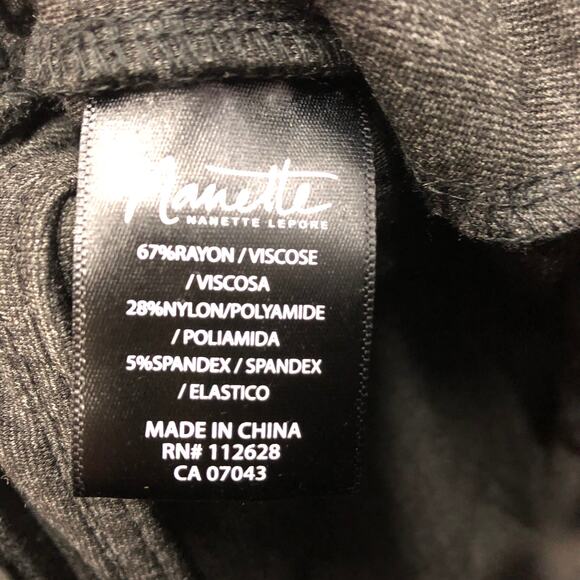 Nanette
NANETTE LEPORE
67%RAYON / VISCOSE
/ VISCOSA
28%NYLON/POLYAMIDE
/ POLIAMIDA
5%SPANDEX / SPANDEX
/ ELASTICO
MADE IN CHINA
RN# 112628
CA 07043